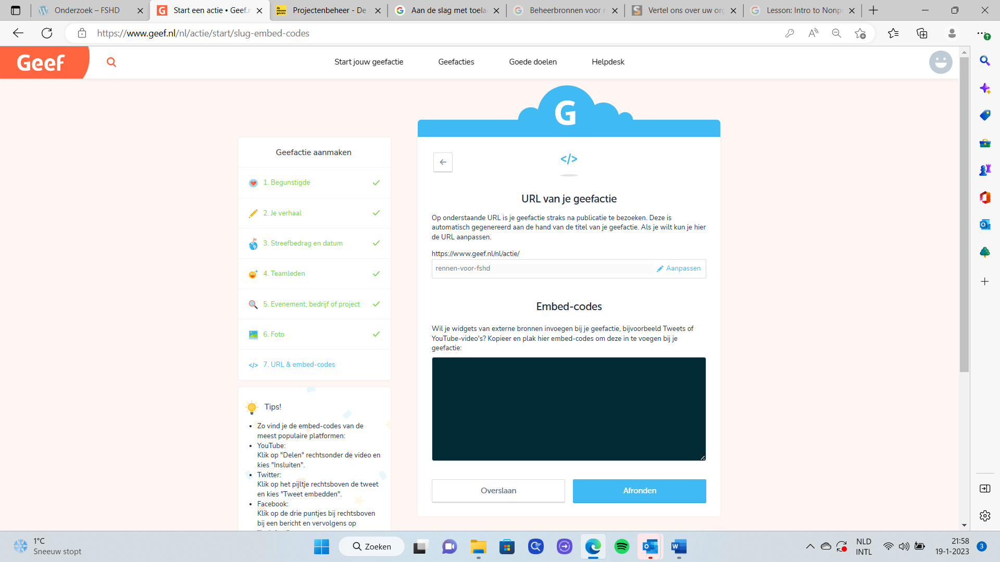 Onderzoek – FSHD
Start een actie • Geef.n
Projectenbeheer - De
Aan de slag met toela
Beheerbronnen voor
Vertel ons over uw org
Lesson: Intro to Nonp
https://www.geef.nl/nl/actie/start/slug-embed-codes
Geef
Start jouw geefactie
Geefacties
Goede doelen
Helpdesk
G
Geefactie aanmaken
1. Begunstigde
2. Je verhaal
3. Streefbedrag en datum
4. Teamleden
5. Evenement, bedrijf of project
6. Foto
</> 7. URL & embed-codes
Tips!
• Zo vind je de embed-codes van de
meest populaire platformen:
• YouTube:
Klik op "Delen" rechtsonder de video en
kies "Insluiten".
• Twitter:
Klik op het pijltje rechtsboven de tweet
en kies "Tweet embedden".
• Facebook:
Klik op de drie puntjes bij rechtsboven
bij een bericht en vervolgens op
</>
URL van je geefactie
Op onderstaande URL is je geefactie straks na publicatie te bezoeken. Deze is
automatisch gegenereerd aan de hand van de titel van je geefactie. Als je wilt kun je hier
de URL aanpassen.
https://www.geef.nl/nl/actie/
rennen-voor-fshd
Aanpassen
Embed-codes
Wil je widgets van externe bronnen invoegen bij je geefactie, bijvoorbeeld Tweets of
YouTube-video's? Kopieer en plak hier embed-codes om deze in te voegen bij je
geefactie:
Overslaan
Afronden
1°C
Sneeuw stopt
Zoeken
NLD
INTL
21:58
19-1-2023
3